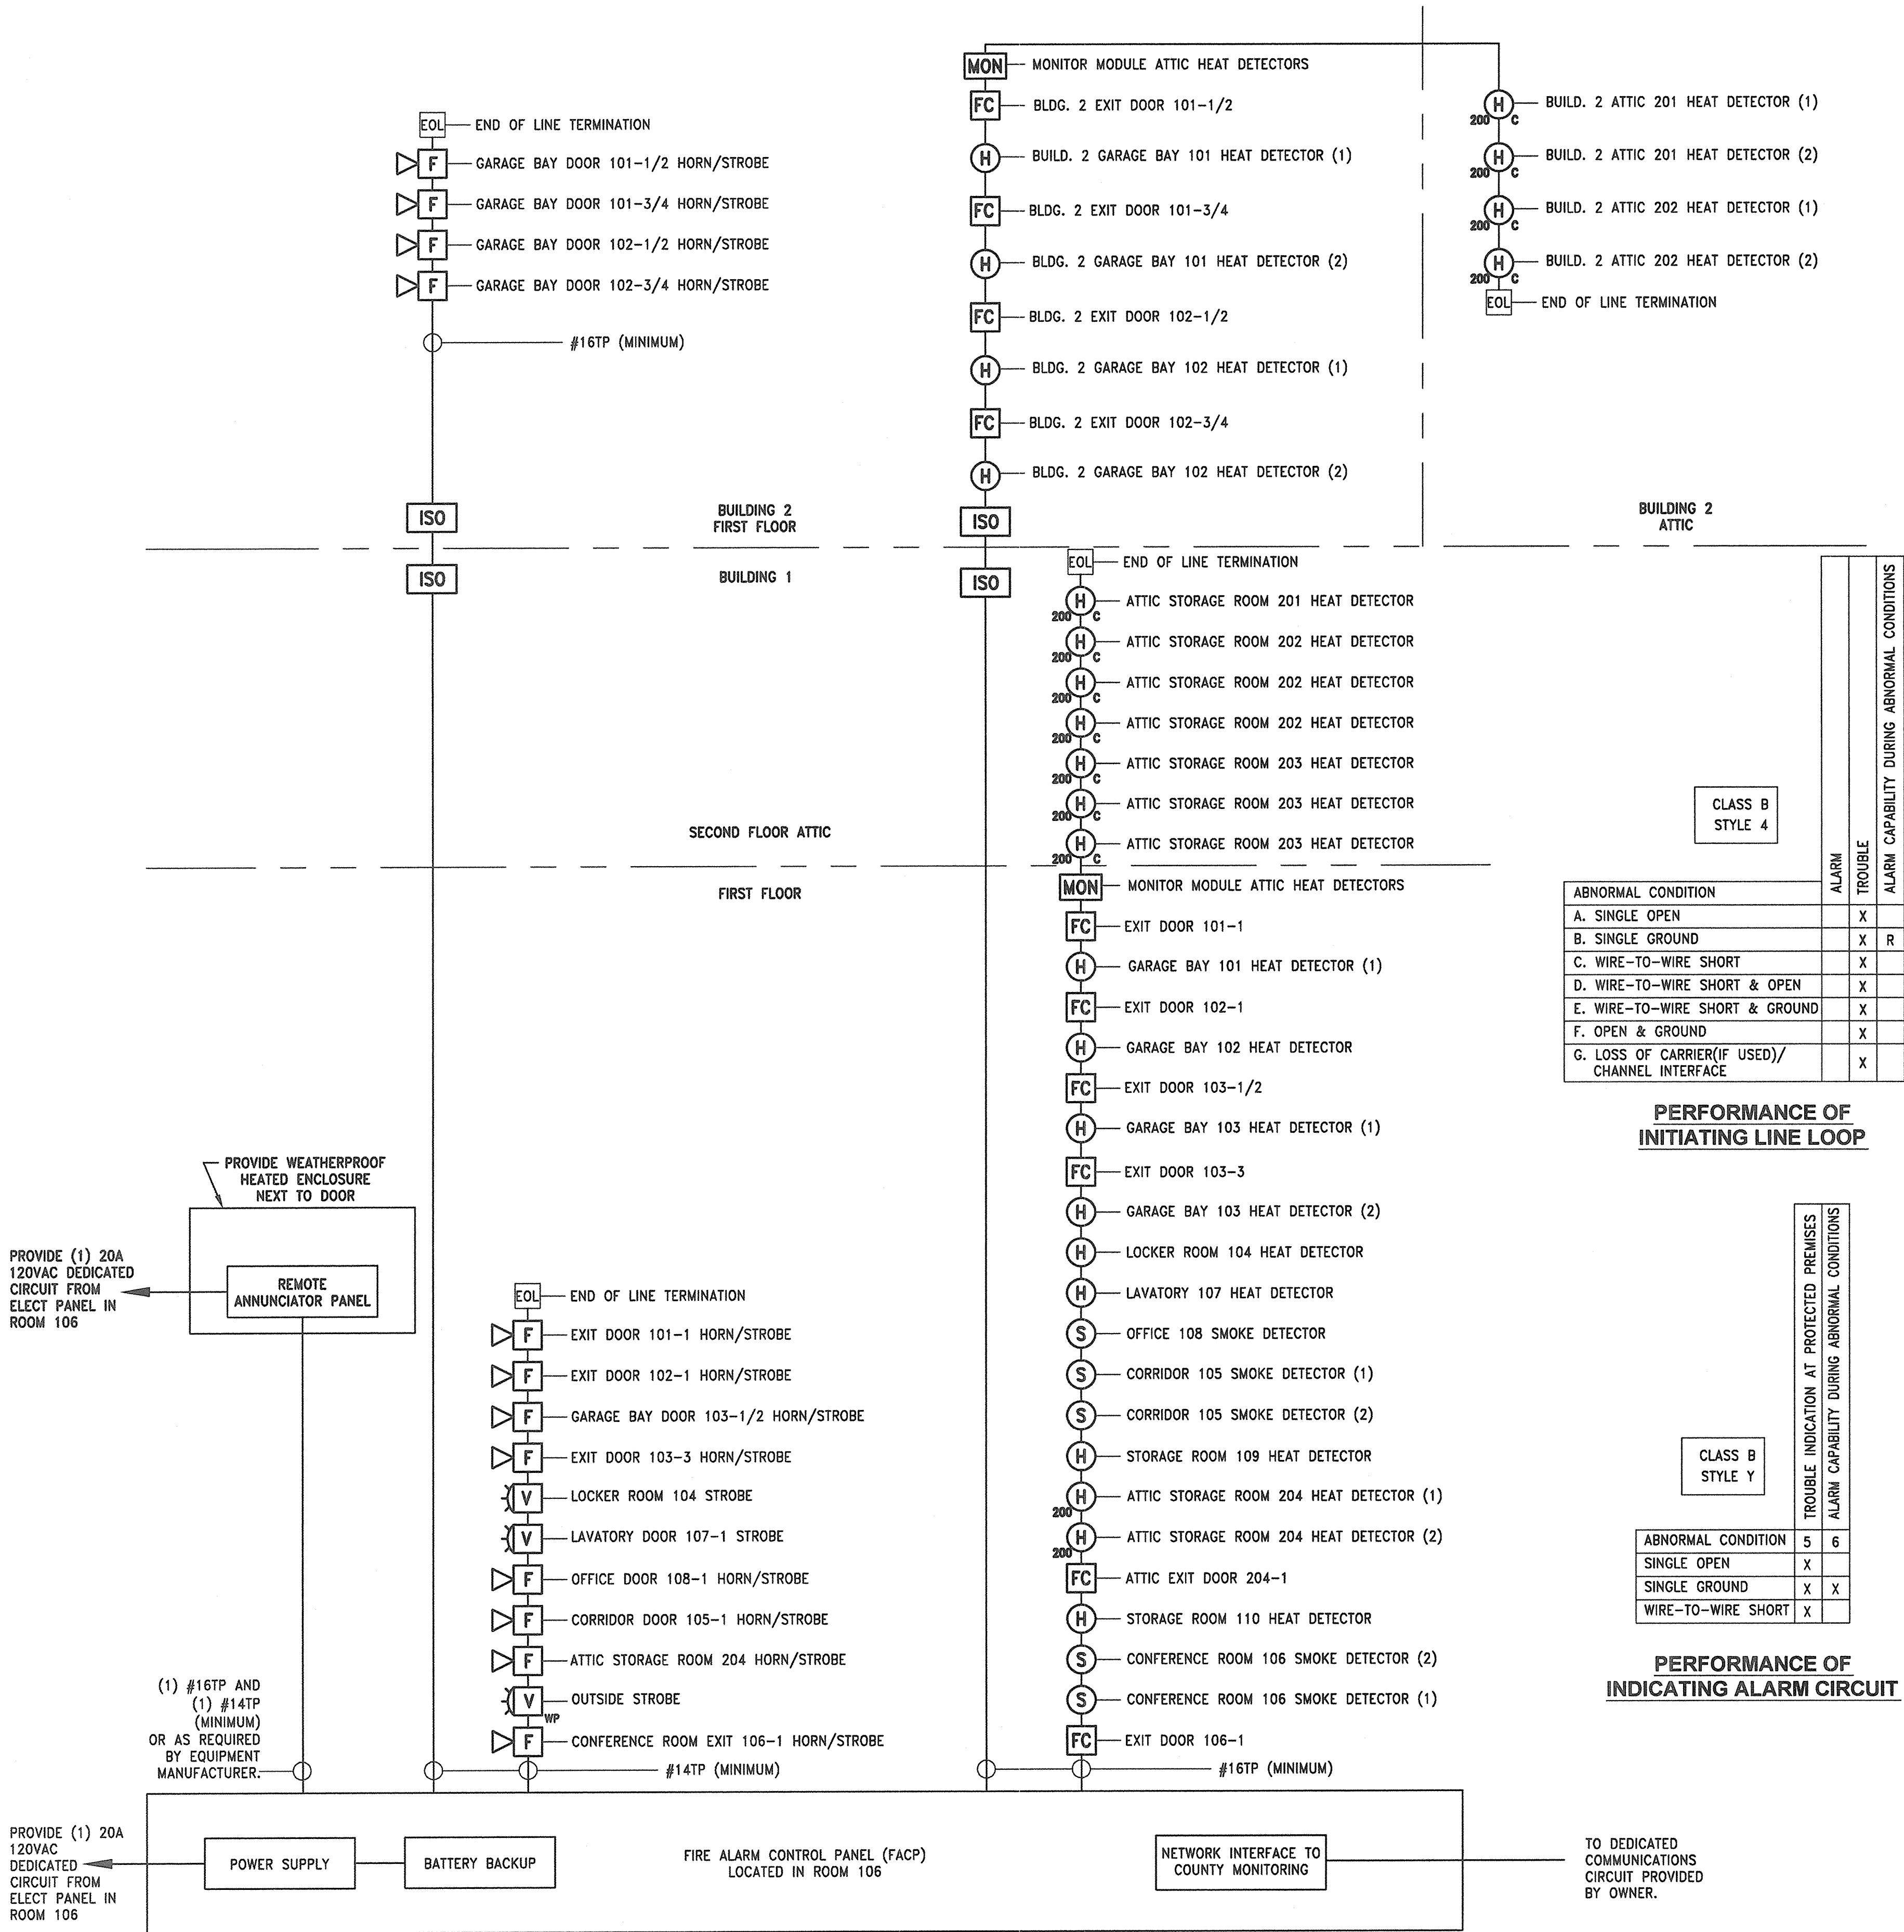 EOL
END OF LINE TERMINATION
F
GARAGE BAY DOOR 101-1/2 HORN/STROBE
F
GARAGE BAY DOOR 101-3/4 HORN/STROBE
F
GARAGE BAY DOOR 102-1/2 HORN/STROBE
F
GARAGE BAY DOOR 102-3/4 HORN/STROBE
#16TP (MINIMUM)
ISO
BUILDING 2
FIRST FLOOR
MON
MONITOR MODULE ATTIC HEAT DETECTORS
FC
BLDG. 2 EXIT DOOR 101-1/2
H
BUILD. 2 GARAGE BAY 101 HEAT DETECTOR (1)
FC
BLDG. 2 EXIT DOOR 101-3/4
H
BLDG. 2 GARAGE BAY 101 HEAT DETECTOR (2)
FC
BLDG. 2 EXIT DOOR 102-1/2
H
BLDG. 2 GARAGE BAY 102 HEAT DETECTOR (1)
FC
BLDG. 2 EXIT DOOR 102-3/4
H
BLDG. 2 GARAGE BAY 102 HEAT DETECTOR (2)
ISO
H
200 C
BUILD. 2 ATTIC 201 HEAT DETECTOR (1)
H
200 C
BUILD. 2 ATTIC 201 HEAT DETECTOR (2)
H
200 C
BUILD. 2 ATTIC 202 HEAT DETECTOR (1)
H
200 C
BUILD. 2 ATTIC 202 HEAT DETECTOR (2)
EOL
END OF LINE TERMINATION
BUILDING 2
ATTIC
ISO
BUILDING 1
ISO
EOL
END OF LINE TERMINATION
H
200 C
ATTIC STORAGE ROOM 201 HEAT DETECTOR
H
200 C
ATTIC STORAGE ROOM 202 HEAT DETECTOR
H
200 C
ATTIC STORAGE ROOM 202 HEAT DETECTOR
H
200 C
ATTIC STORAGE ROOM 202 HEAT DETECTOR
H
200 C
ATTIC STORAGE ROOM 203 HEAT DETECTOR
H
200 C
ATTIC STORAGE ROOM 203 HEAT DETECTOR
H
200 C
ATTIC STORAGE ROOM 203 HEAT DETECTOR
SECOND FLOOR ATTIC
FIRST FLOOR
MON
MONITOR MODULE ATTIC HEAT DETECTORS
FC
EXIT DOOR 101-1
H
GARAGE BAY 101 HEAT DETECTOR (1)
FC
EXIT DOOR 102-1
H
GARAGE BAY 102 HEAT DETECTOR
FC
EXIT DOOR 103-1/2
H
GARAGE BAY 103 HEAT DETECTOR (1)
FC
EXIT DOOR 103-3
H
GARAGE BAY 103 HEAT DETECTOR (2)
H
LOCKER ROOM 104 HEAT DETECTOR
H
LAVATORY 107 HEAT DETECTOR
S
OFFICE 108 SMOKE DETECTOR
S
CORRIDOR 105 SMOKE DETECTOR (1)
S
CORRIDOR 105 SMOKE DETECTOR (2)
H
STORAGE ROOM 109 HEAT DETECTOR
H
200
ATTIC STORAGE ROOM 204 HEAT DETECTOR (1)
H
200
ATTIC STORAGE ROOM 204 HEAT DETECTOR (2)
FC
ATTIC EXIT DOOR 204-1
H
STORAGE ROOM 110 HEAT DETECTOR
S
CONFERENCE ROOM 106 SMOKE DETECTOR (2)
S
CONFERENCE ROOM 106 SMOKE DETECTOR (1)
FC
EXIT DOOR 106-1
#16TP (MINIMUM)
CLASS B
STYLE 4
ALARM
TROUBLE
ALARM CAPABILITY DURING ABNORMAL CONDITIONS
ABNORMAL CONDITION
A. SINGLE OPEN X
B. SINGLE GROUND X R
C. WIRE-TO-WIRE SHORT X
D. WIRE-TO-WIRE SHORT & OPEN X
E. WIRE-TO-WIRE SHORT & GROUND X
F. OPEN & GROUND X
G. LOSS OF CARRIER(IF USED)/
CHANNEL INTERFACE X
PERFORMANCE OF
INITIATING LINE LOOP
PROVIDE WEATHERPROOF
HEATED ENCLOSURE
NEXT TO DOOR
REMOTE
ANNUNCIATOR PANEL
PROVIDE (1) 20A
120VAC DEDICATED
CIRCUIT FROM
ELECT PANEL IN
ROOM 106
EOL
END OF LINE TERMINATION
F
EXIT DOOR 101-1 HORN/STROBE
F
EXIT DOOR 102-1 HORN/STROBE
F
GARAGE BAY DOOR 103-1/2 HORN/STROBE
F
EXIT DOOR 103-3 HORN/STROBE
V
LOCKER ROOM 104 STROBE
V
LAVATORY DOOR 107-1 STROBE
F
OFFICE DOOR 108-1 HORN/STROBE
F
CORRIDOR DOOR 105-1 HORN/STROBE
F
ATTIC STORAGE ROOM 204 HORN/STROBE
V
WP
OUTSIDE STROBE
F
CONFERENCE ROOM EXIT 106-1 HORN/STROBE
#14TP (MINIMUM)
(1) #16TP AND
(1) #14TP
(MINIMUM)
OR AS REQUIRED
BY EQUIPMENT
MANUFACTURER.
CLASS B
STYLE Y
TROUBLE INDICATION AT PROTECTED PREMISES
ALARM CAPABILITY DURING ABNORMAL CONDITIONS
ABNORMAL CONDITION 5 6
SINGLE OPEN X
SINGLE GROUND X X
WIRE-TO-WIRE SHORT X
PERFORMANCE OF
INDICATING ALARM CIRCUIT
PROVIDE (1) 20A
120VAC
DEDICATED
CIRCUIT FROM
ELECT PANEL IN
ROOM 106
POWER SUPPLY
BATTERY BACKUP
FIRE ALARM CONTROL PANEL (FACP)
LOCATED IN ROOM 106
NETWORK INTERFACE TO
COUNTY MONITORING
TO DEDICATED
COMMUNICATIONS
CIRCUIT PROVIDED
BY OWNER.